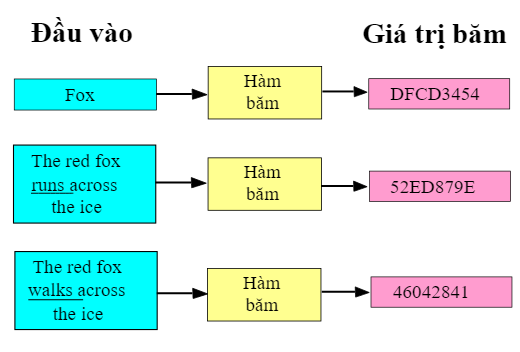 Đầu vào
Giá trị băm
Fox
Hàm
băm
DFCD3454
The red fox
runs across
the ice
Hàm
băm
52ED879E
The red fox
walks across
the ice
Hàm
băm
46042841